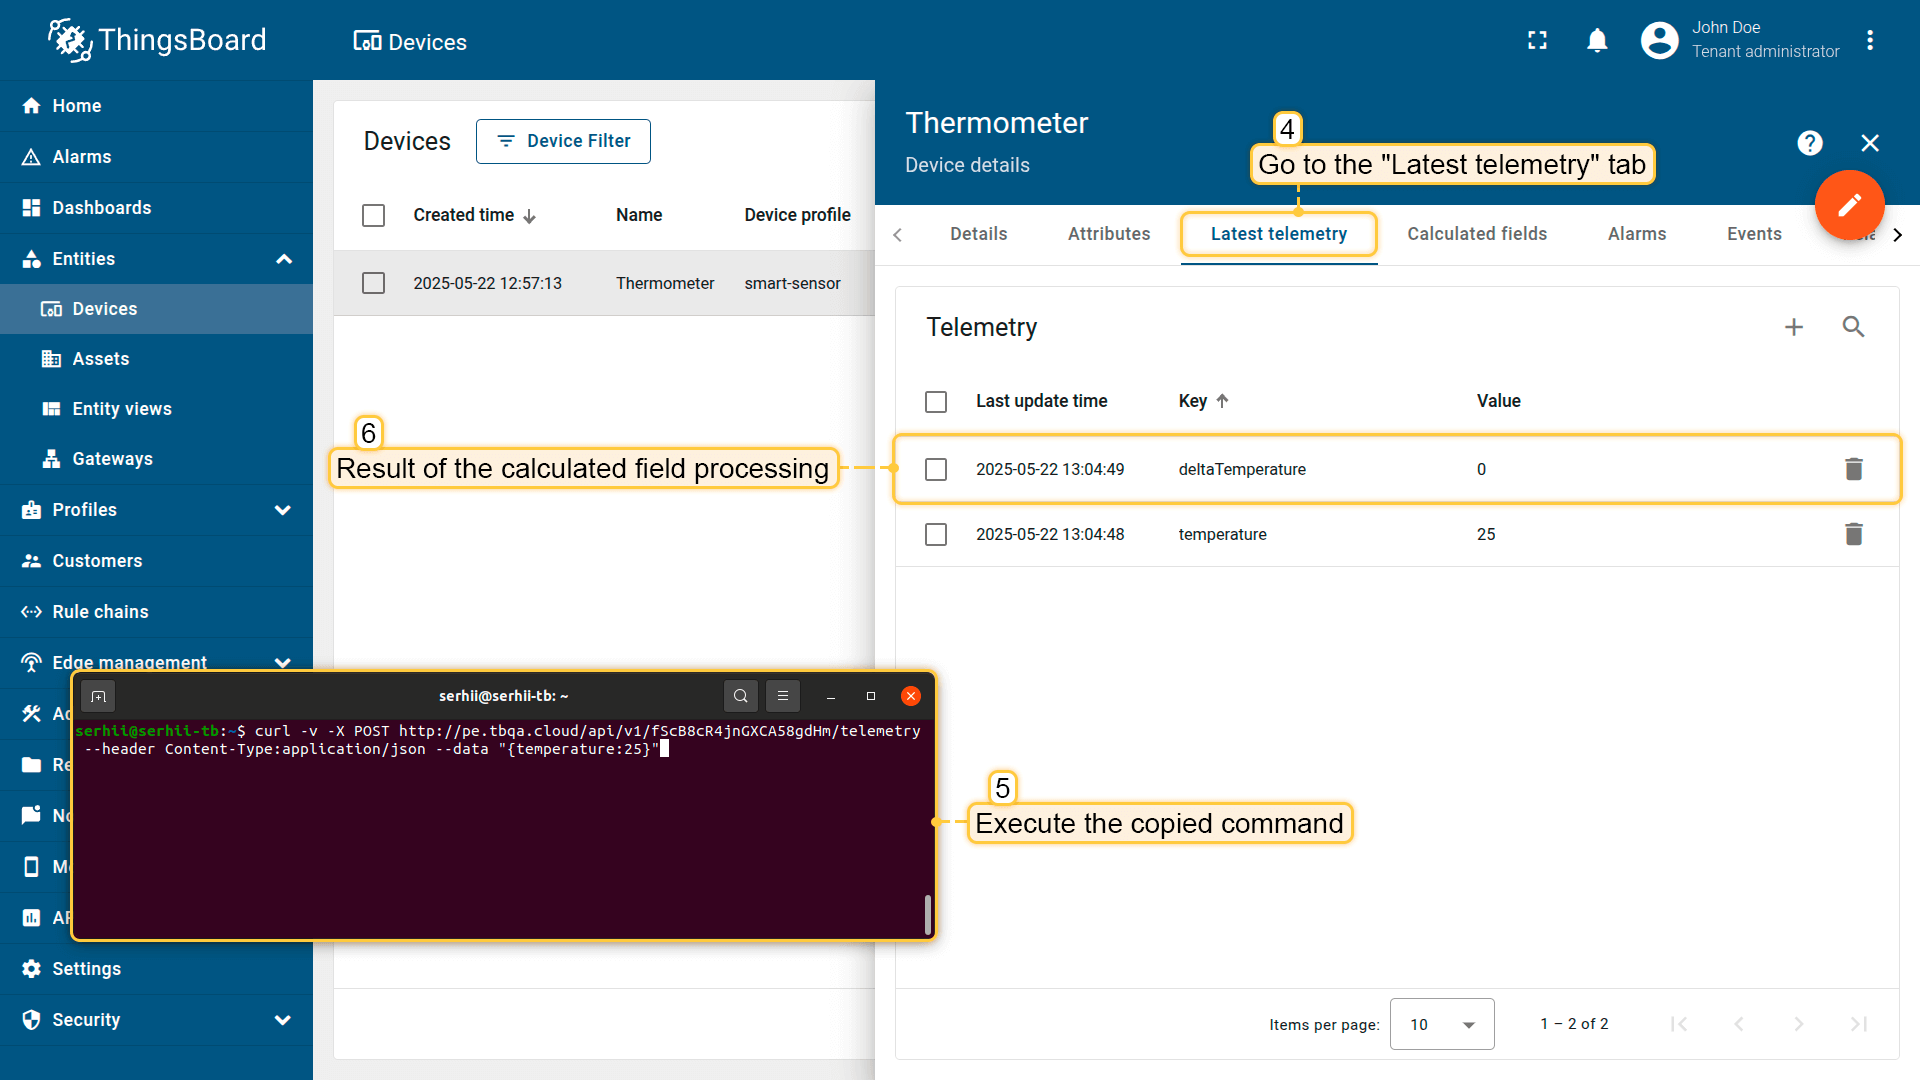 ThingsBoard
Devices
John Doe
Tenant administrator
Home
Alarms
Dashboards
Entities
Devices
Assets
Entity views
Gateways
Profiles
Customers
Rule chains
Edge management
Settings
Security
Devices
Device Filter
Created time
Name
Device profile
2025-05-22 12:57:13
Thermometer
smart-sensor
Thermometer
Device details
4
Go to the "Latest telemetry" tab
Details
Attributes
Latest telemetry
Calculated fields
Alarms
Events
Telemetry
Last update time
Key
Value
6
Result of the calculated field processing
2025-05-22 13:04:49
deltaTemperature
0
2025-05-22 13:04:48
temperature
25
serhii@serhii-tb: ~
serhii@serhii-tb:~$ curl -v -X POST http://pe.tbqa.cloud/api/v1/fScB8cR4jnGXCA58gdHm/telemetry
--header Content-Type:application/json --data "{temperature:25}"
5
Execute the copied command
Items per page:
10
1 – 2 of 2